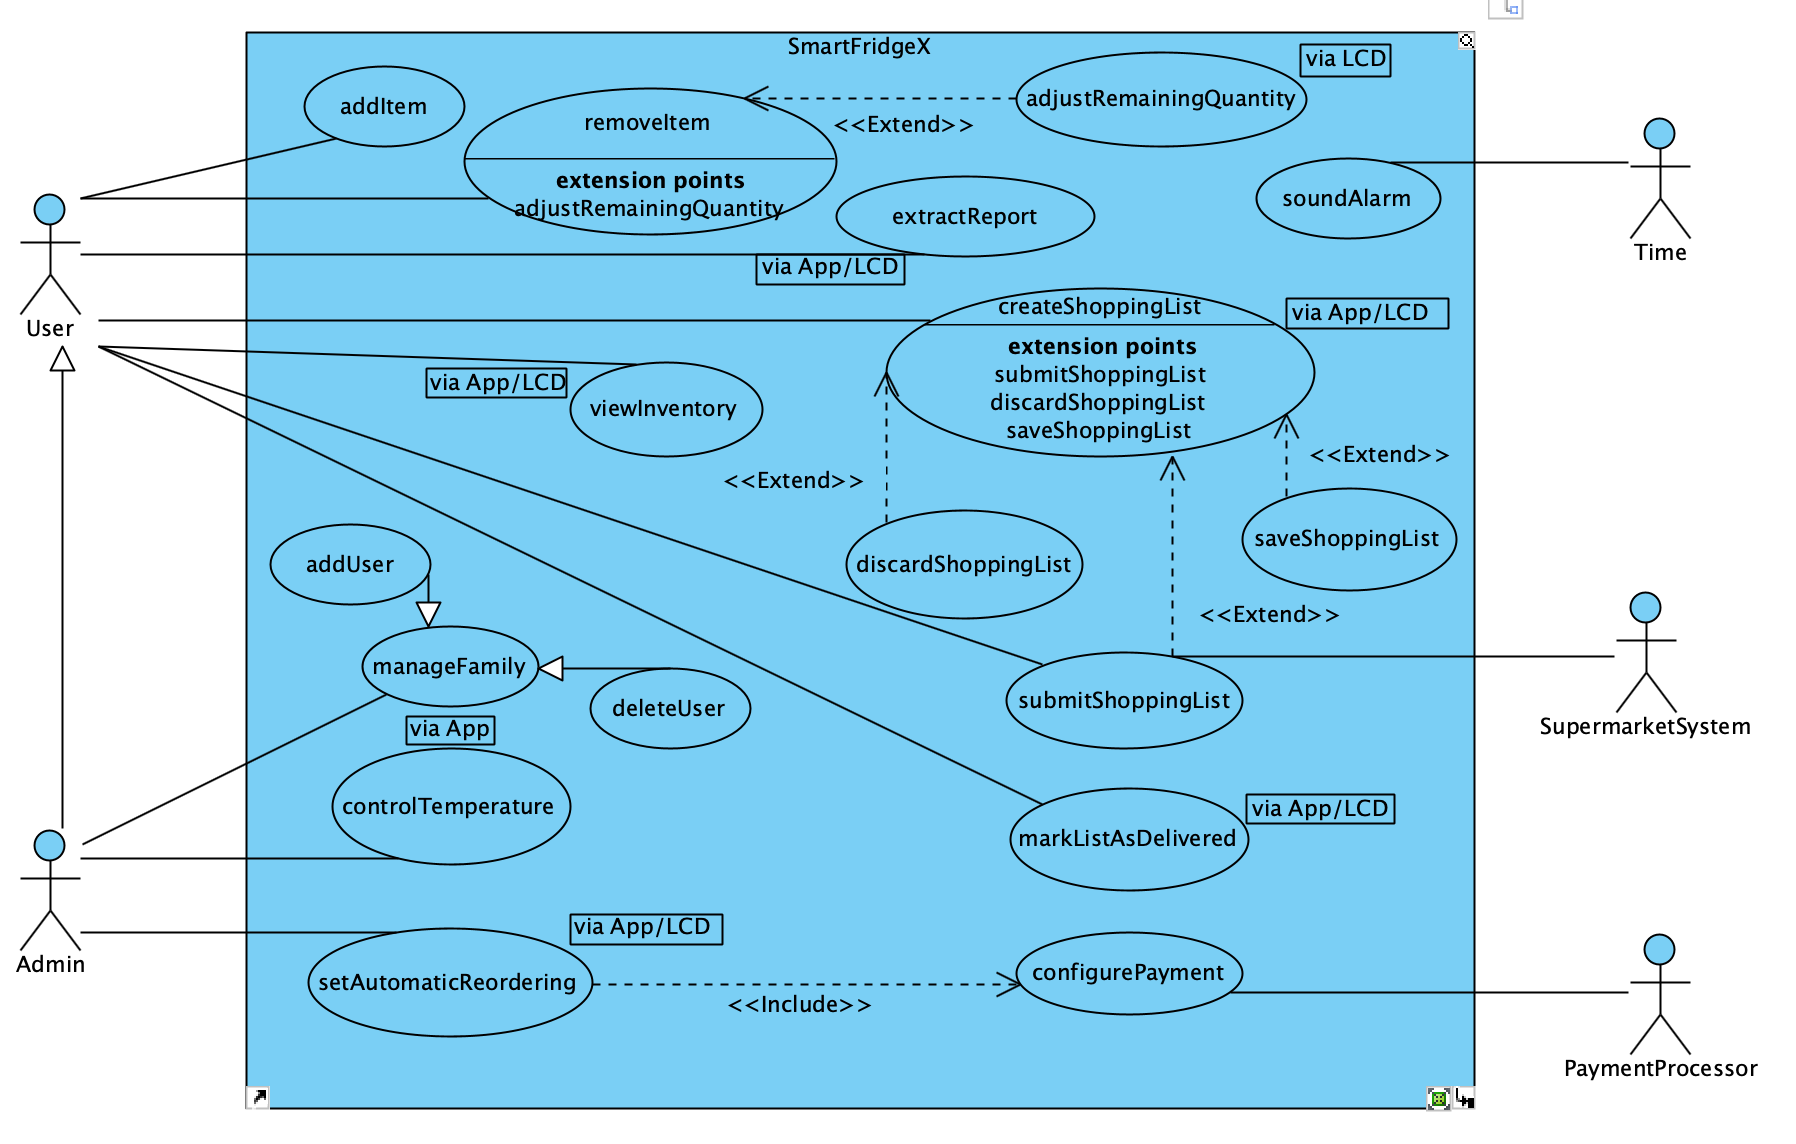 SmartFridgeX
via LCD
addItem
removeItem
adjustRemainingQuantity
<<Extend>>
extension points
adjustRemainingQuantity
extractReport
soundAlarm
Time
via App/LCD
User
createShoppingList
via App/LCD
extension points
submitShoppingList
discardShoppingList
saveShoppingList
via App/LCD
viewInventory
<<Extend>>
<<Extend>>
addUser
discardShoppingList
saveShoppingList
<<Extend>>
manageFamily
deleteUser
submitShoppingList
SupermarketSystem
via App
controlTemperature
via App/LCD
markListAsDelivered
Admin
via App/LCD
setAutomaticReordering
<<Include>>
configurePayment
PaymentProcessor